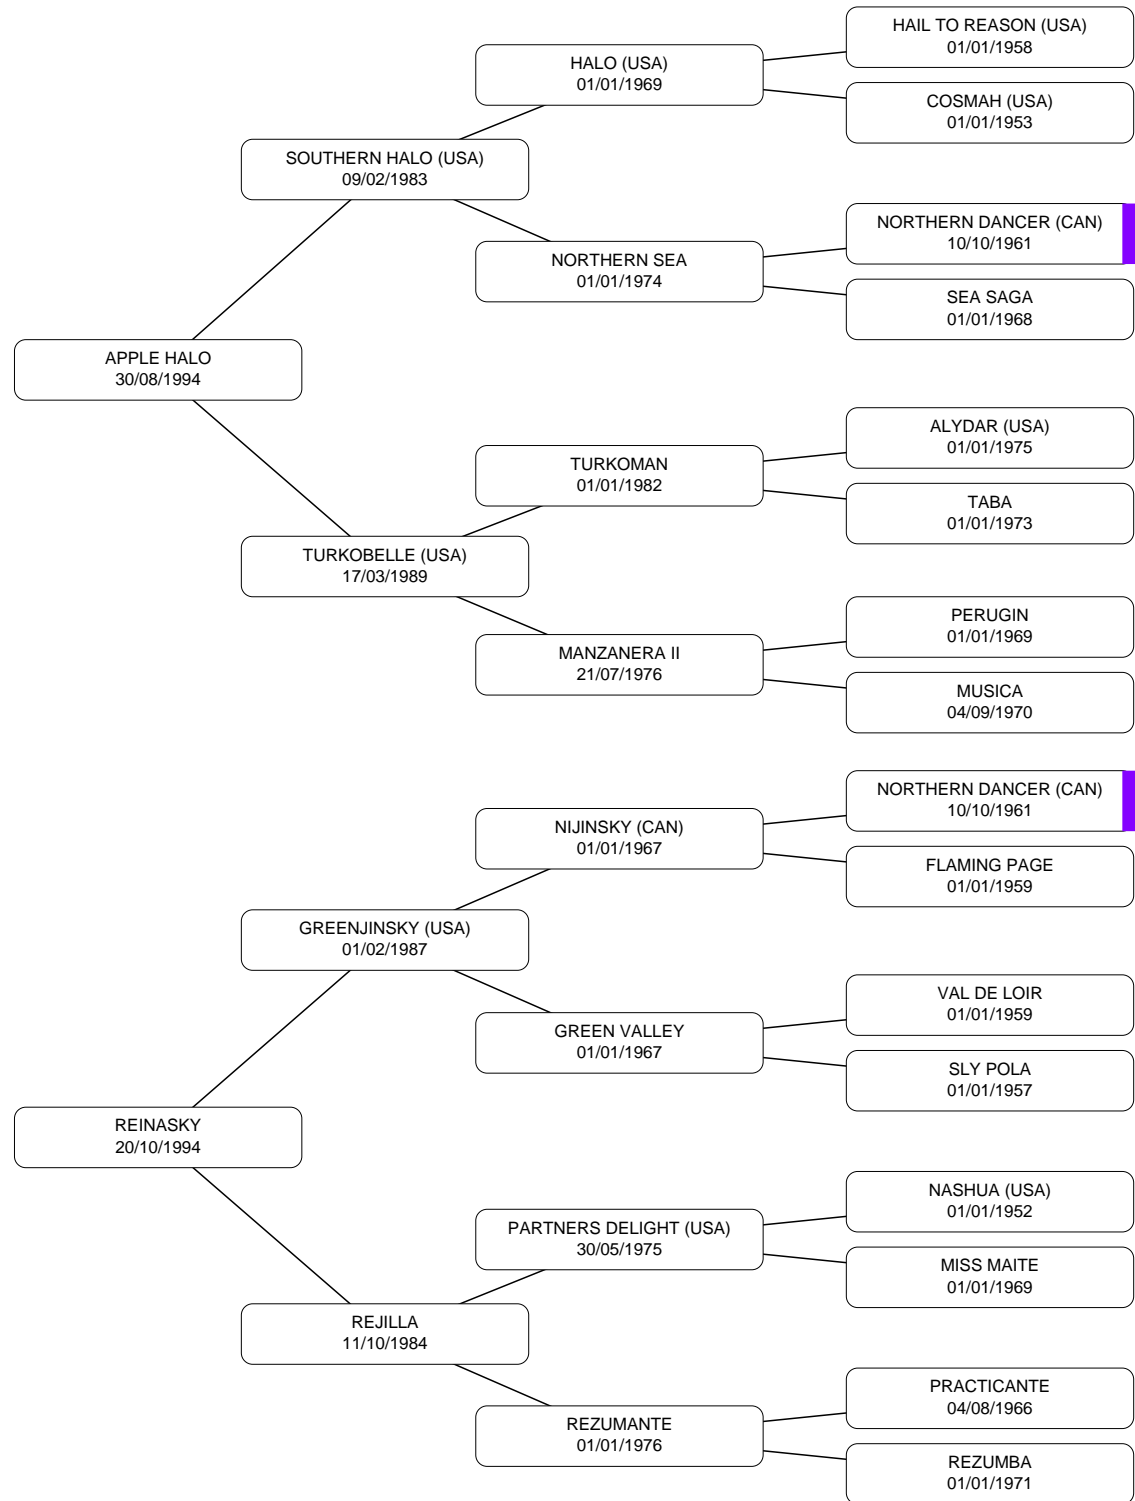 HAIL TO REASON (USA)
01/01/1958
HALO (USA)
01/01/1969
COSMAH (USA)
01/01/1953
SOUTHERN HALO (USA)
09/02/1983
NORTHERN DANCER (CAN)
10/10/1961
NORTHERN SEA
01/01/1974
SEA SAGA
01/01/1968
APPLE HALO
30/08/1994
ALYDAR (USA)
01/01/1975
TURKOMAN
01/01/1982
TABA
01/01/1973
TURKOBELLE (USA)
17/03/1989
PERUGIN
01/01/1969
MANZANERA II
21/07/1976
MUSICA
04/09/1970
NORTHERN DANCER (CAN)
10/10/1961
NIJINSKY (CAN)
01/01/1967
FLAMING PAGE
01/01/1959
GREENJINSKY (USA)
01/02/1987
VAL DE LOIR
01/01/1959
GREEN VALLEY
01/01/1967
SLY POLA
01/01/1957
REINASKY
20/10/1994
NASHUA (USA)
01/01/1952
PARTNERS DELIGHT (USA)
30/05/1975
MISS MAITE
01/01/1969
REJILLA
11/10/1984
PRACTICANTE
04/08/1966
REZUMANTE
01/01/1976
REZUMBA
01/01/1971